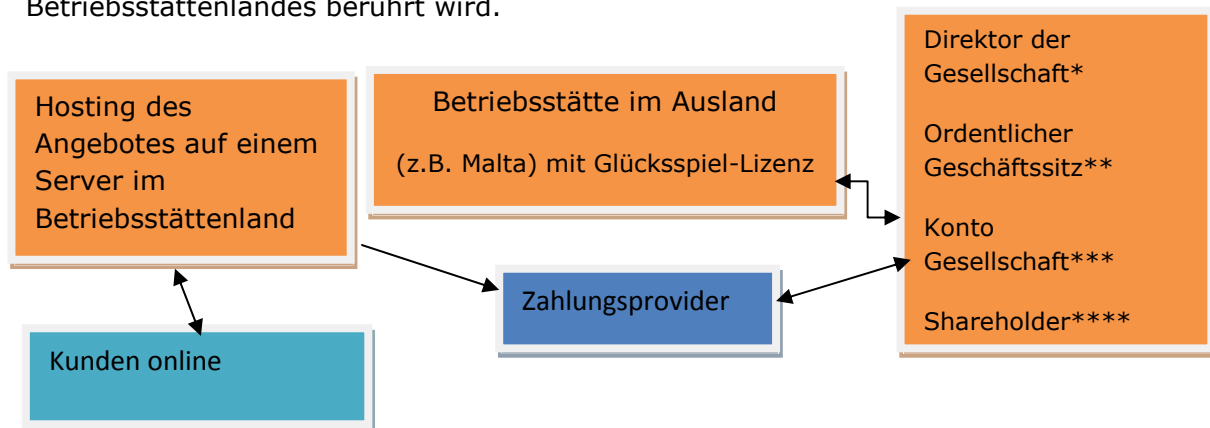 Betriebsstättenlandes berührt wird.
Hosting des
Angebotes auf einem
Server im
Betriebsstättenland
Betriebsstätte im Ausland
(z.B. Malta) mit Glücksspiel-Lizenz
Direktor der
Gesellschaft*
Ordentlicher
Geschäftssitz**
Konto
Gesellschaft***
Shareholder****
Zahlungsprovider
Kunden online